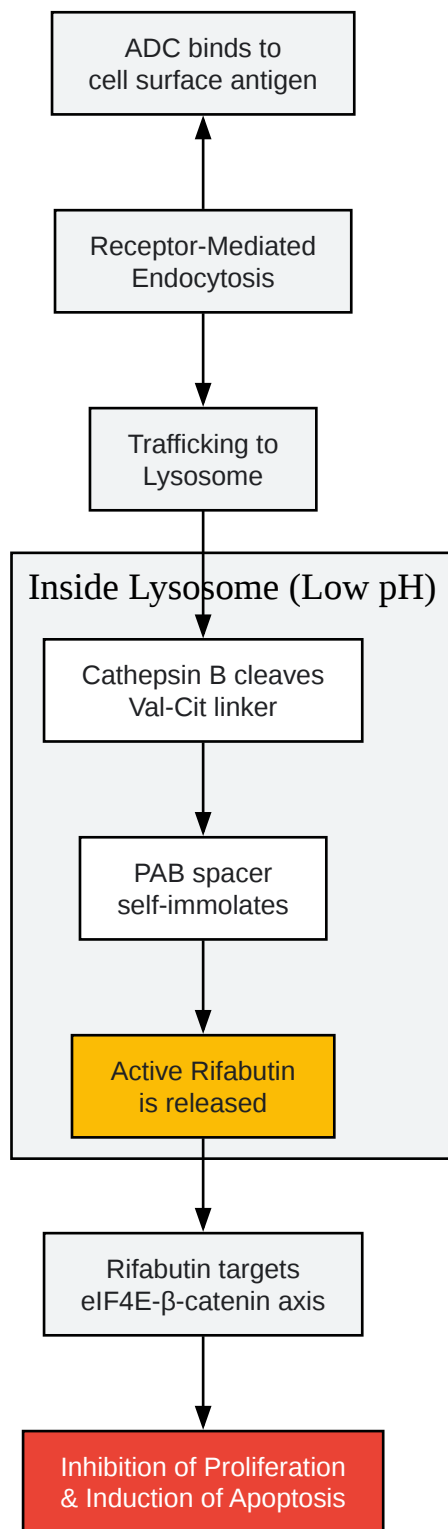 ADC binds to
cell surface antigen
Receptor-Mediated
Endocytosis
Trafficking to
Lysosome
Inside Lysosome (Low pH)
Cathepsin B cleaves
Val-Cit linker
PAB spacer
self-immolates
Active Rifabutin
is released
Rifabutin targets
eIF4E-β-catenin axis
Inhibition of Proliferation
& Induction of Apoptosis